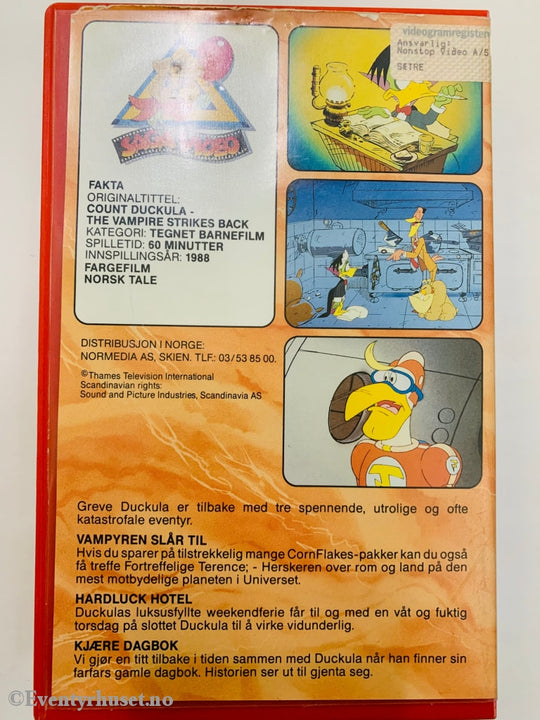 videogramregistere
Ansvarlig:
Nonstop Video A/S
SÆTRE
FAKTA
ORIGINALTITTEL:
COUNT DUCKULA -
THE VAMPIRE STRIKES BACK
KATEGORI: TEGNET BARNEFILM
SPILLETID: 60 MINUTTER
INNSPILLINGSÅR: 1988
FARGEFILM
NORSK TALE
DISTRIBUSJON I NORGE:
NORMEDIA AS, SKIEN. TLF.: 03/53 85 00.
©Thames Television International
Scandinavian rights:
Sound and Picture Industries, Scandinavia AS
T
Greve Duckula er tilbake med tre spennende, utrolige og ofte
katastrofale eventyr.
VAMPYREN SLÅR TIL
Hvis du sparer på tilstrekkelig mange CornFlakes-pakker kan du også
få treffe Fortreffelige Terence; - Herskeren over rom og land på den
mest motbydelige planeten i Universet.
HARDLUCK HOTEL
Duckulas luksusfyllte weekendferie får til og med en våt og fuktig
torsdag på slottet Duckula til å virke vidunderlig.
KJÆRE DAGBOK
Vi gjør en titt tilbake i tiden sammen med Duckula når han finner sin
farfars gamle dagbok. Historien ser ut til gjenta seg.
©Eventyrhuset.no